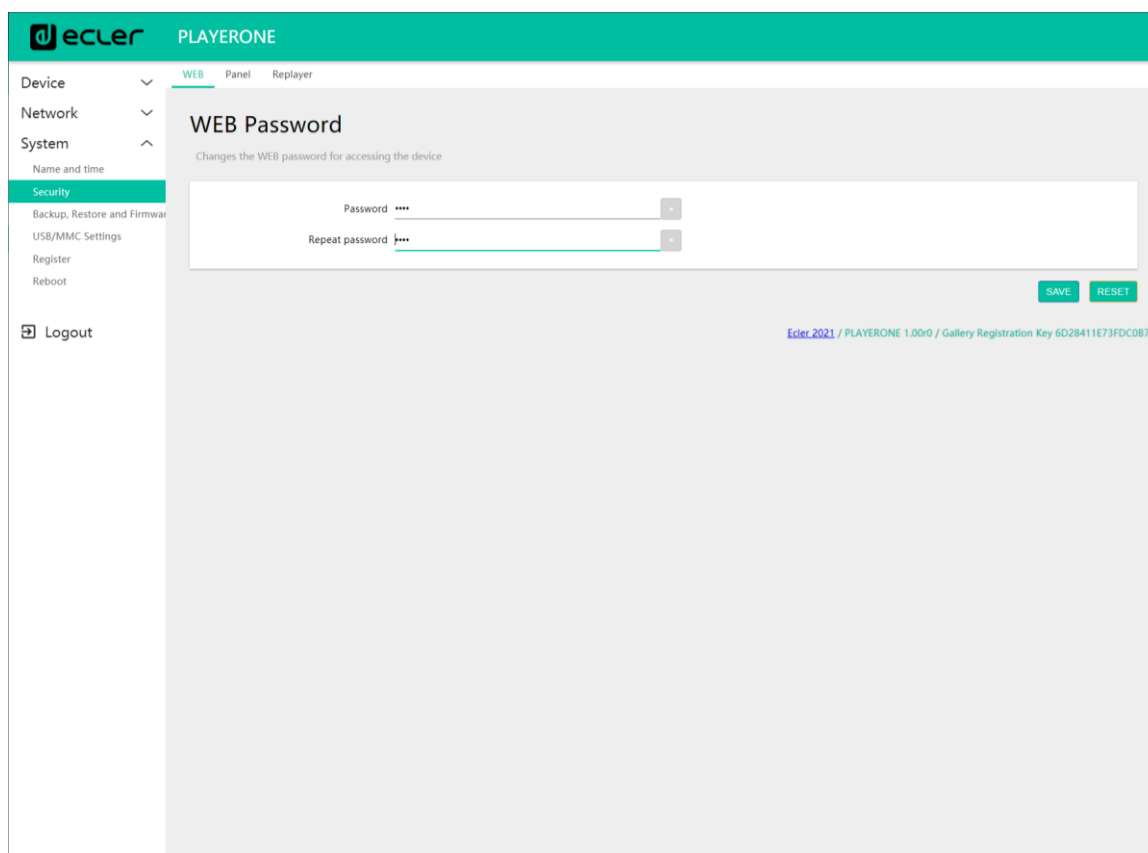 ecler PLAYERONE
WEB Panel Replayer
Device
Network
System
Name and time
Security
Backup, Restore and Firmwar
USB/MMC Settings
Register
Reboot
Logout
WEB Password
Changes the WEB password for accessing the device
Password ••••
Repeat password ••••
SAVE RESET
Ecler 2021 / PLAYERONE 1.00r0 / Gallery Registration Key 6D28411E73FDC0B7